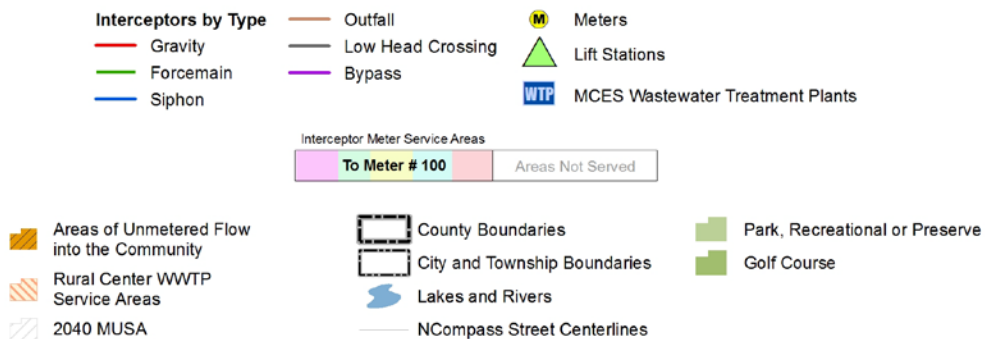 Interceptors by Type
Gravity
Forcemain
Siphon
Outfall
Low Head Crossing
Bypass
M Meters
Lift Stations
WTP MCES Wastewater Treatment Plants
Interceptor Meter Service Areas
To Meter # 100
Areas Not Served
Areas of Unmetered Flow
into the Community
Rural Center WWTP
Service Areas
2040 MUSA
County Boundaries
City and Township Boundaries
Lakes and Rivers
NCompass Street Centerlines
Park, Recreational or Preserve
Golf Course